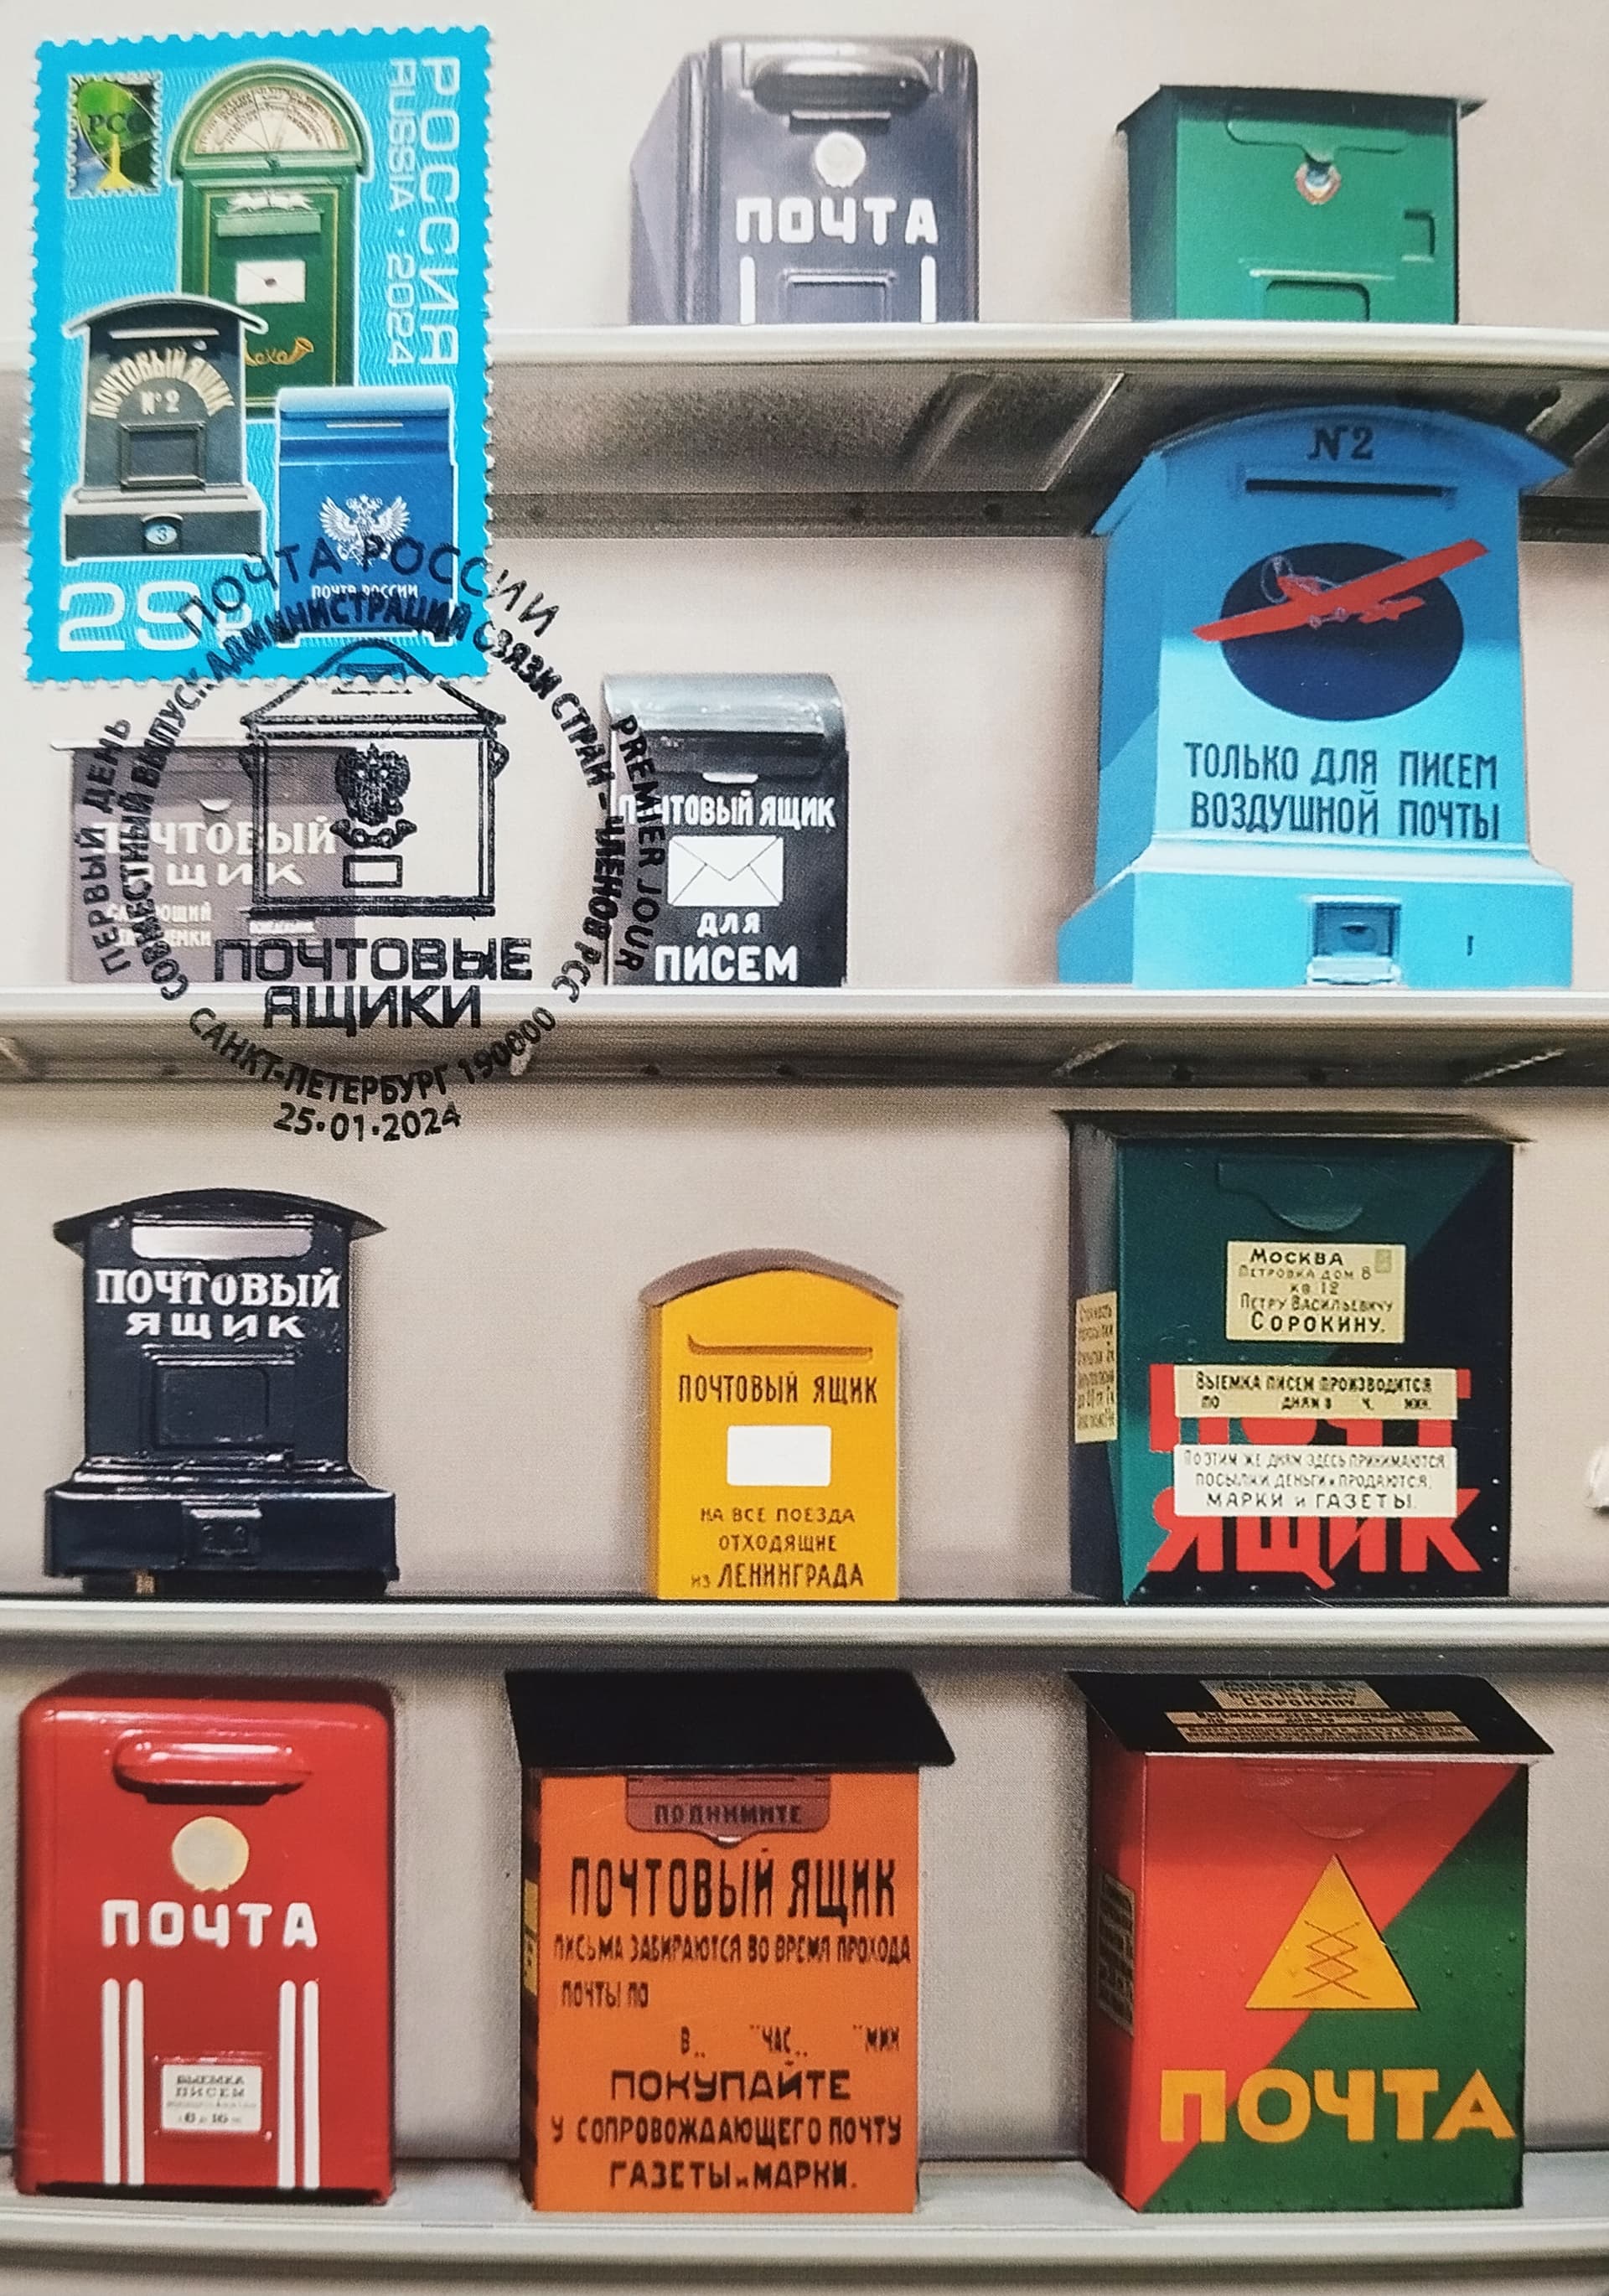 РОССИЯ
RUSSIA · 2024
РСС
ПОЧТОВЫЙ ЯЩИК
№2
3
ПОЧТА РОССИИ
29
ПОЧТА РОССИИ
СОВМЕСТНЫЙ ВЫПУСК АДМИНИСТРАЦИЙ СВЯЗИ СТРАН - ЧЛЕНОВ РСС
ПЕРВЫЙ ДЕНЬ
PREMIER JOUR
ПОЧТОВЫЕ
ЯЩИКИ
САНКТ-ПЕТЕРБУРГ 190000
25·01·2024
ПОЧТА
№2
ТОЛЬКО ДЛЯ ПИСЕМ
ВОЗДУШНОЙ ПОЧТЫ
ПОЧТОВЫЙ
ЯЩИК
ПОЧТОВЫЙ ЯЩИК
ДЛЯ
ПИСЕМ
ПОЧТОВЫЙ
ЯЩИК
ПОЧТОВЫЙ ЯЩИК
НА ВСЕ ПОЕЗДА
ОТХОДЯЩИЕ
ИЗ ЛЕНИНГРАДА
МОСКВА
ПЕТРОВКА ДОМ 8
КВ 12
ПЕТРУ ВАСИЛЬЕВИЧУ
СОРОКИНУ.
ВЫЕМКА ПИСЕМ ПРОИЗВОДИТСЯ
ПО ДНЯМ В Ч. МИН.
ПОЧТ
ПО ЭТИМ ЖЕ ДНЯМ ЗДЕСЬ ПРИНИМАЮТСЯ
ПОСЫЛКИ, ДЕНЬГИ И ПРОДАЮТСЯ,
МАРКИ и ГАЗЕТЫ.
ЯЩИК
ПОЧТА
ВЫЕМКА
ПИСЕМ
ПОДНИМИТЕ
ПОЧТОВЫЙ ЯЩИК
ПИСЬМА ЗАБИРАЮТСЯ ВО ВРЕМЯ ПРОХОДА
ПОЧТЫ ПО
В.. ЧАС.. МИН
ПОКУПАЙТЕ
У СОПРОВОЖДАЮЩЕГО ПОЧТУ
ГАЗЕТЫ и МАРКИ.
СОРОКИНУ
ПОЧТА